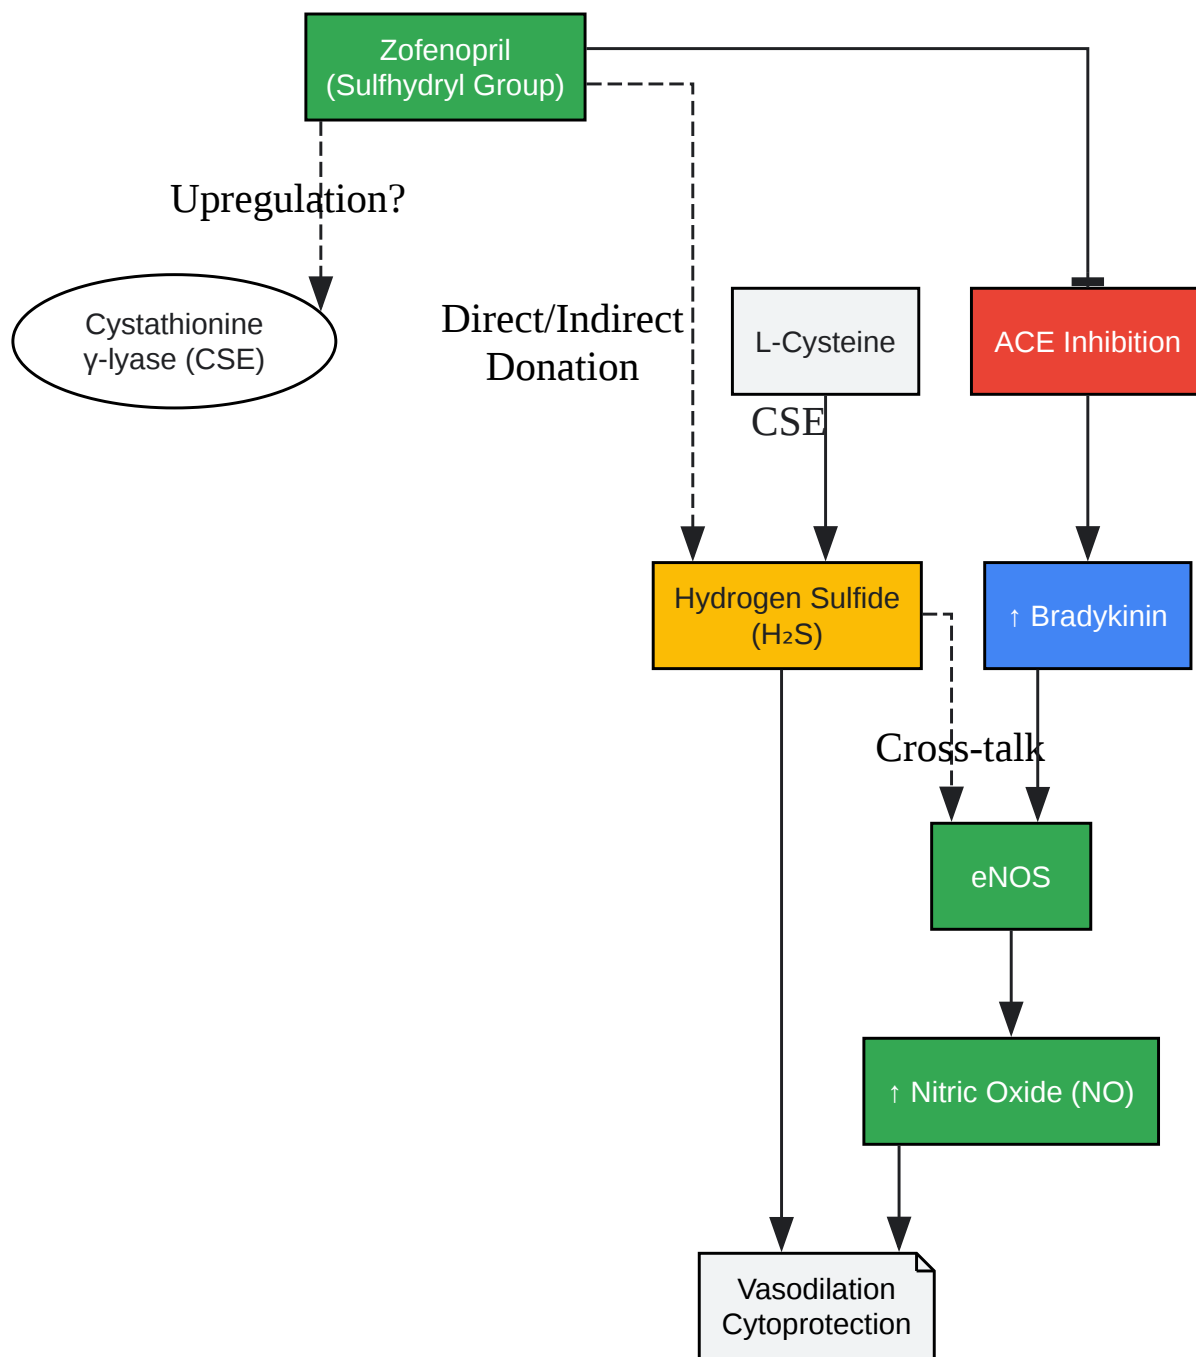 Zofenopril
(Sulfhydryl Group)
Upregulation?
Cystathionine
γ-lyase (CSE)
Direct/Indirect
Donation
L-Cysteine
ACE Inhibition
CSE
Hydrogen Sulfide
(H₂S)
↑ Bradykinin
Cross-talk
eNOS
↑ Nitric Oxide (NO)
Vasodilation
Cytoprotection